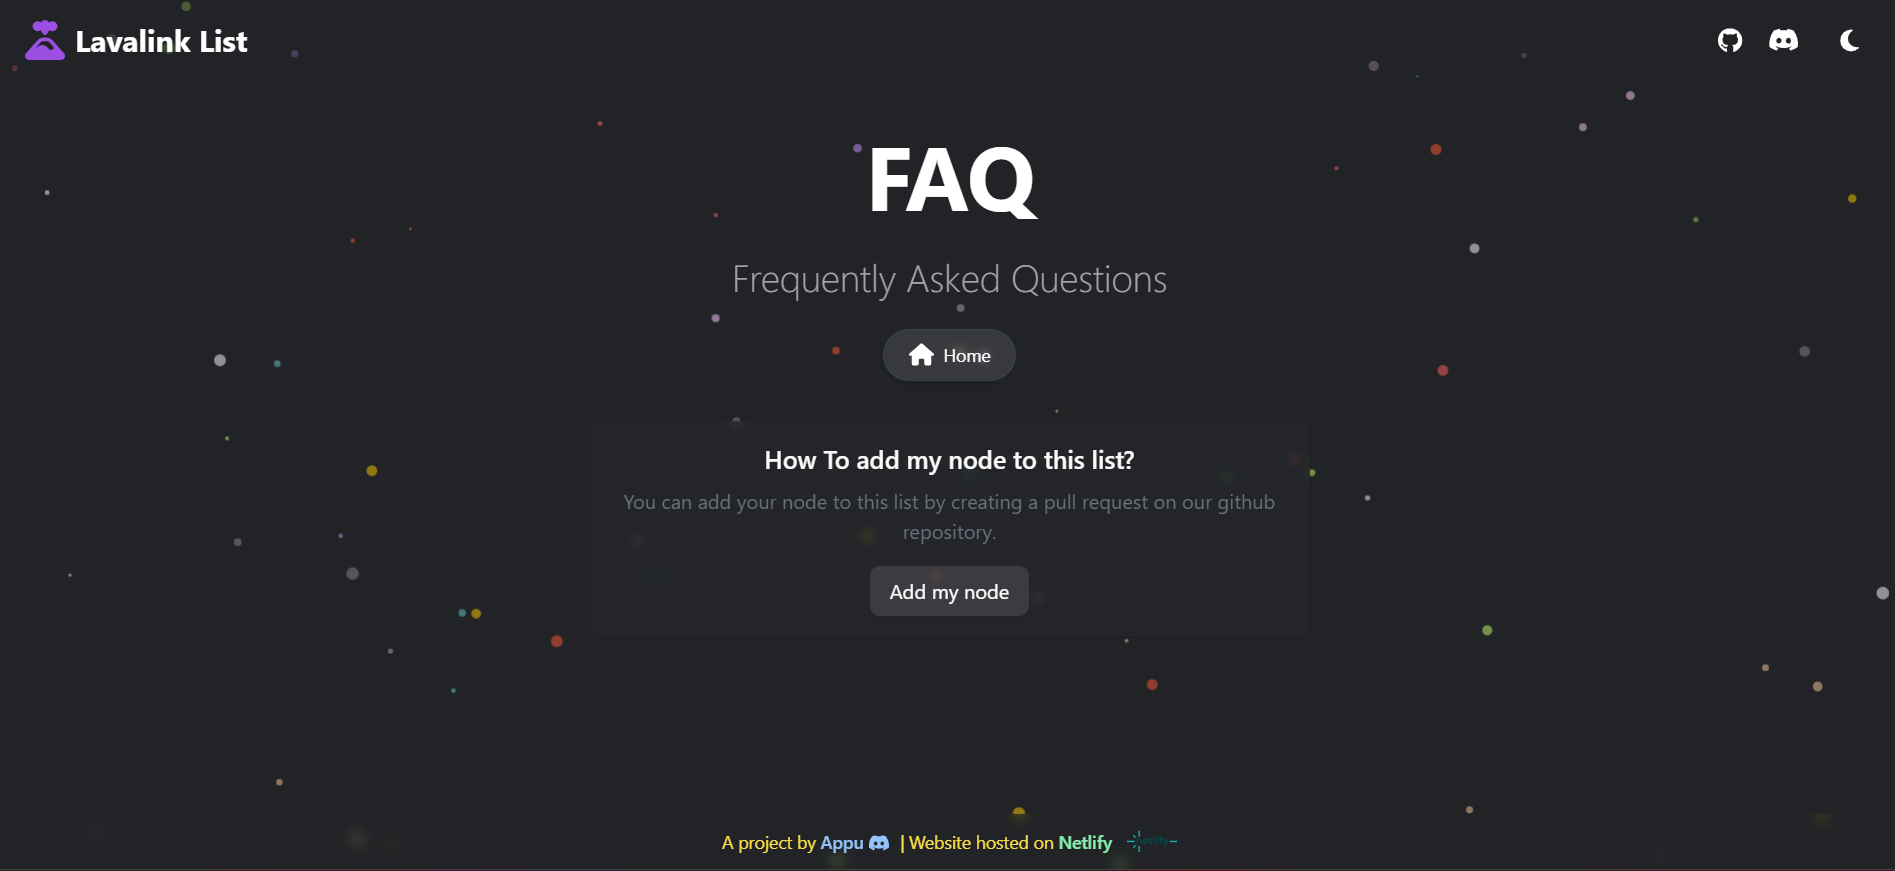 Lavalink List
FAQ
Frequently Asked Questions
Home
How To add my node to this list?
You can add your node to this list by creating a pull request on our github
repository.
Add my node
A project by Appu | Website hosted on Netlify netlify